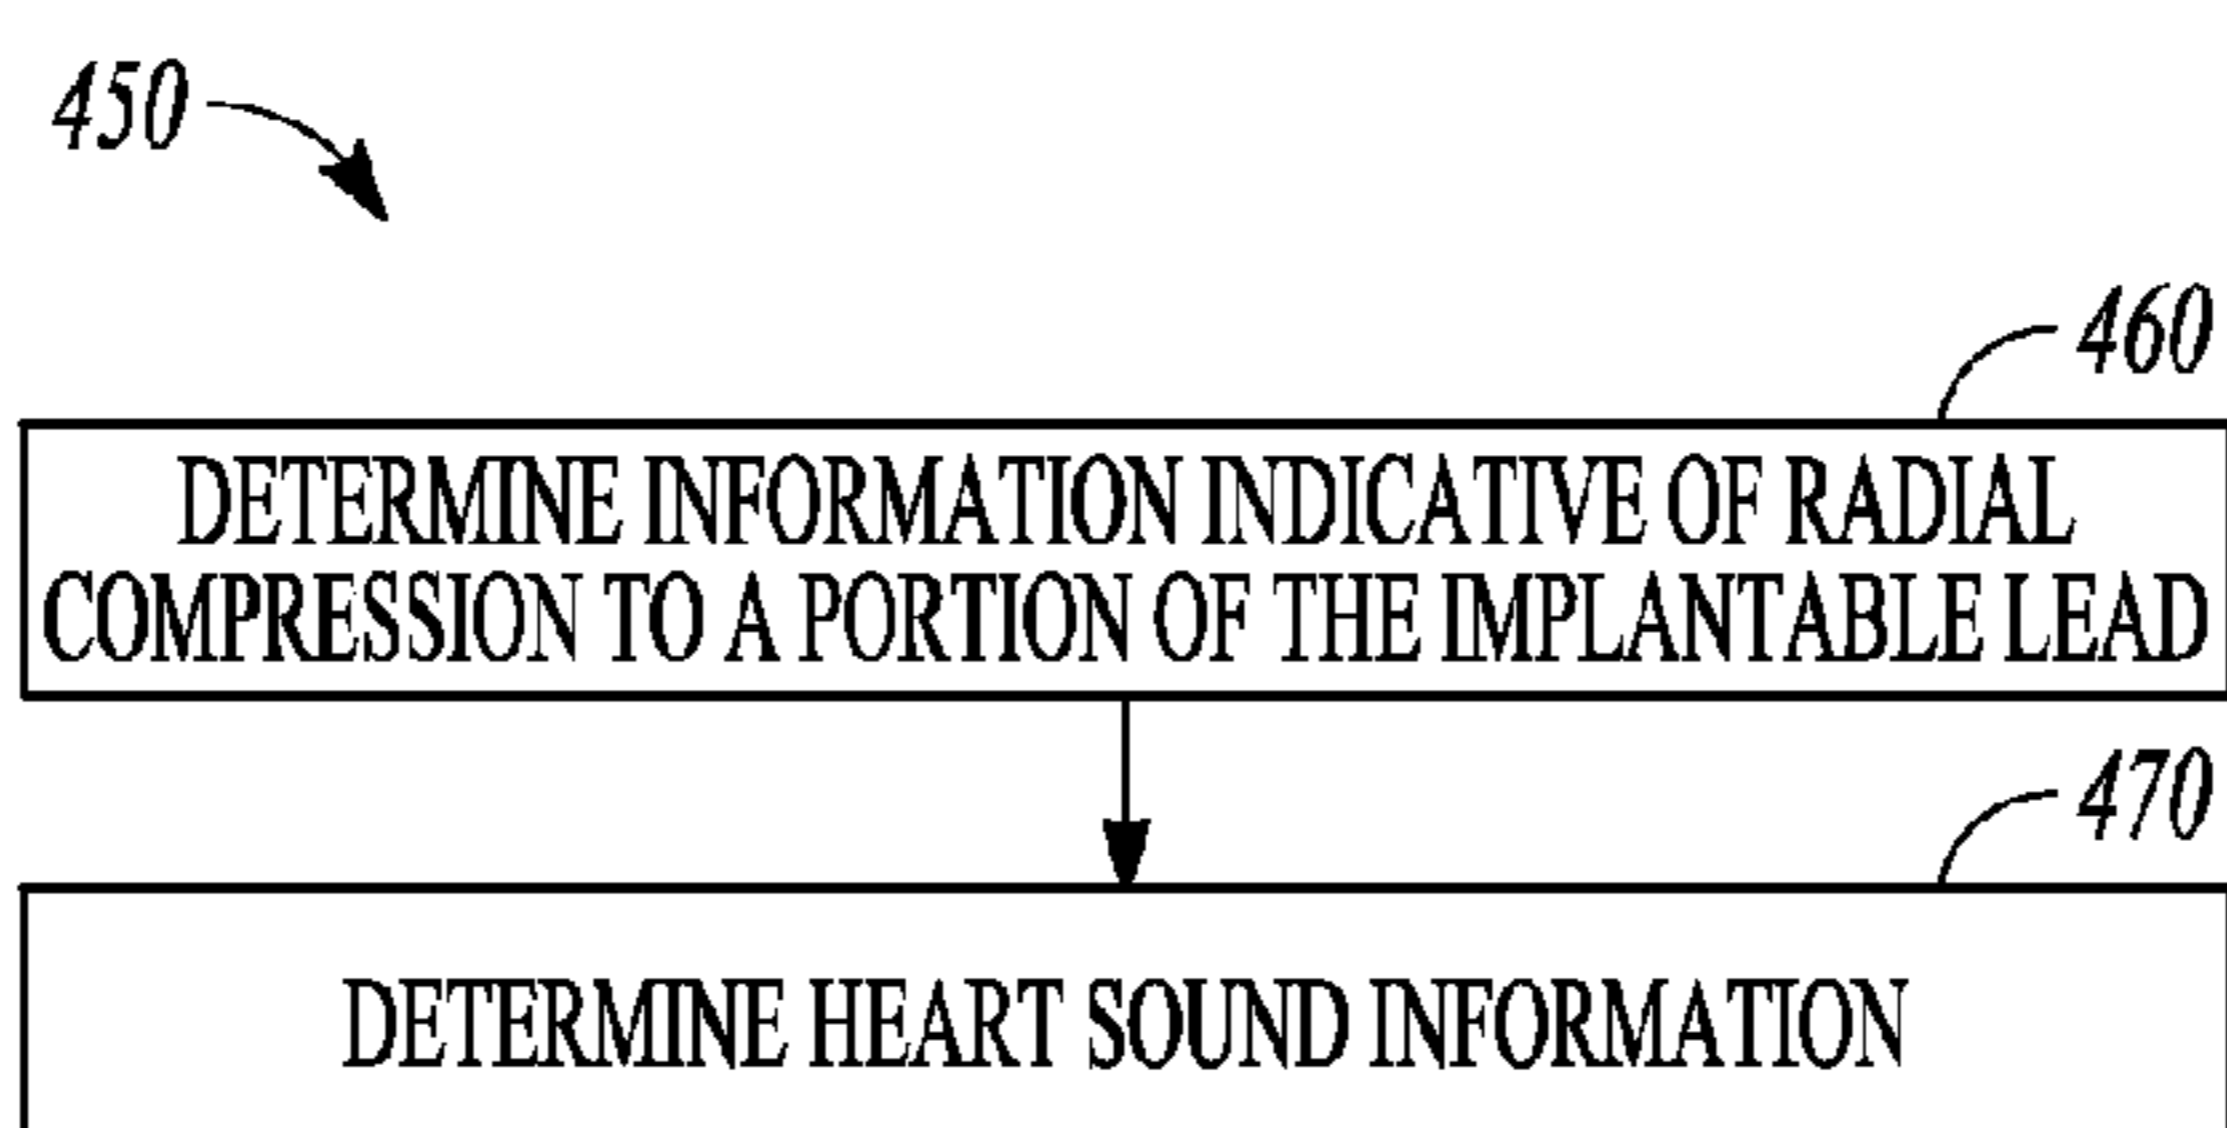 450
460
DETERMINE INFORMATION INDICATIVE OF RADIAL
COMPRESSION TO A PORTION OF THE IMPLANTABLE LEAD
470
DETERMINE HEART SOUND INFORMATION